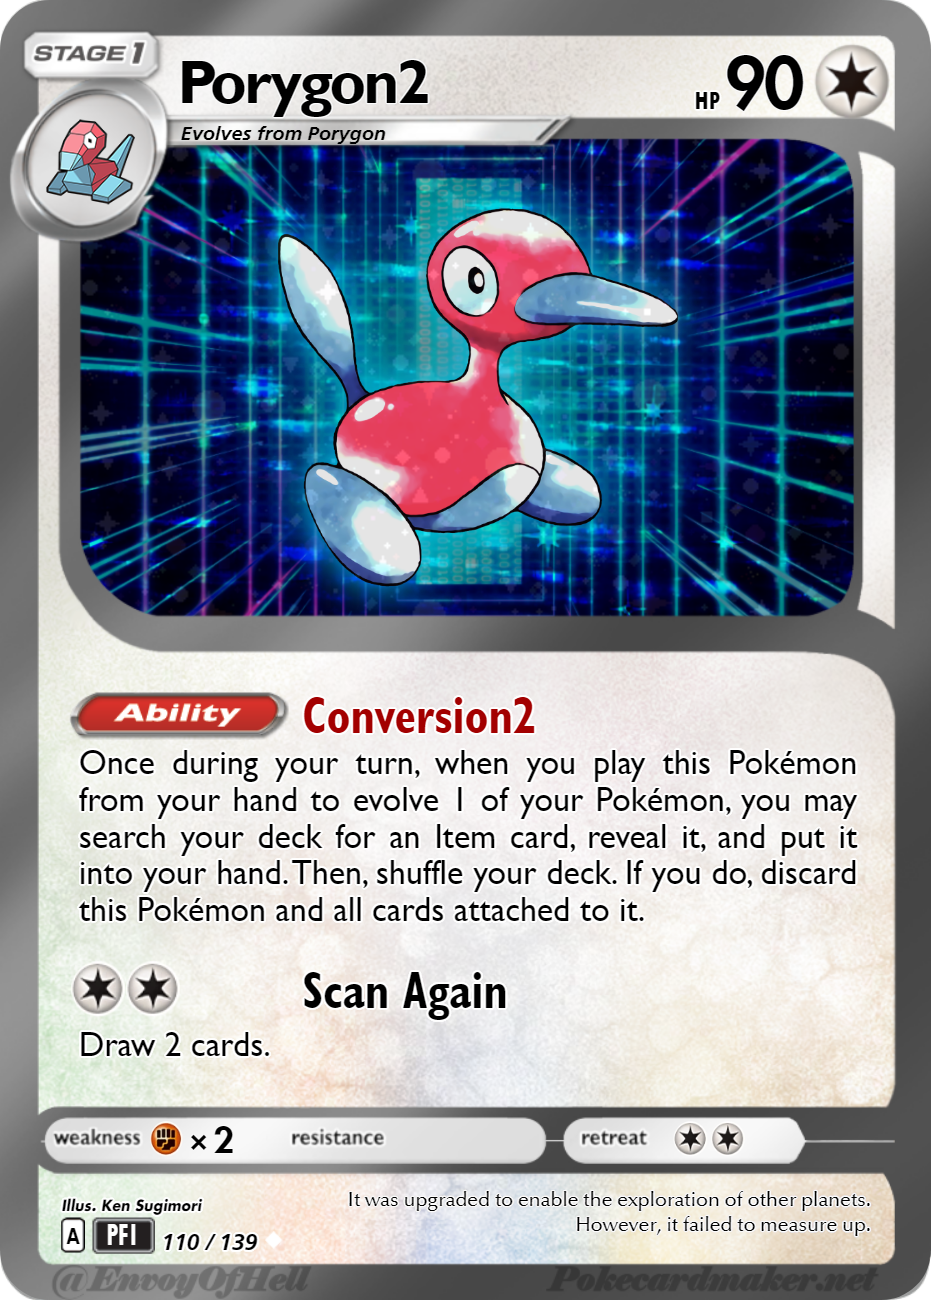 STAGE 1
Porygon2
HP 90
Evolves from Porygon
Ability Conversion2
Once during your turn, when you play this Pokémon
from your hand to evolve 1 of your Pokémon, you may
search your deck for an Item card, reveal it, and put it
into your hand. Then, shuffle your deck. If you do, discard
this Pokémon and all cards attached to it.
Scan Again
Draw 2 cards.
weakness ×2 resistance retreat
Illus. Ken Sugimori
It was upgraded to enable the exploration of other planets.
However, it failed to measure up.
A PFI 110 / 139
@EnvoyOfHell Pokecardmaker.net